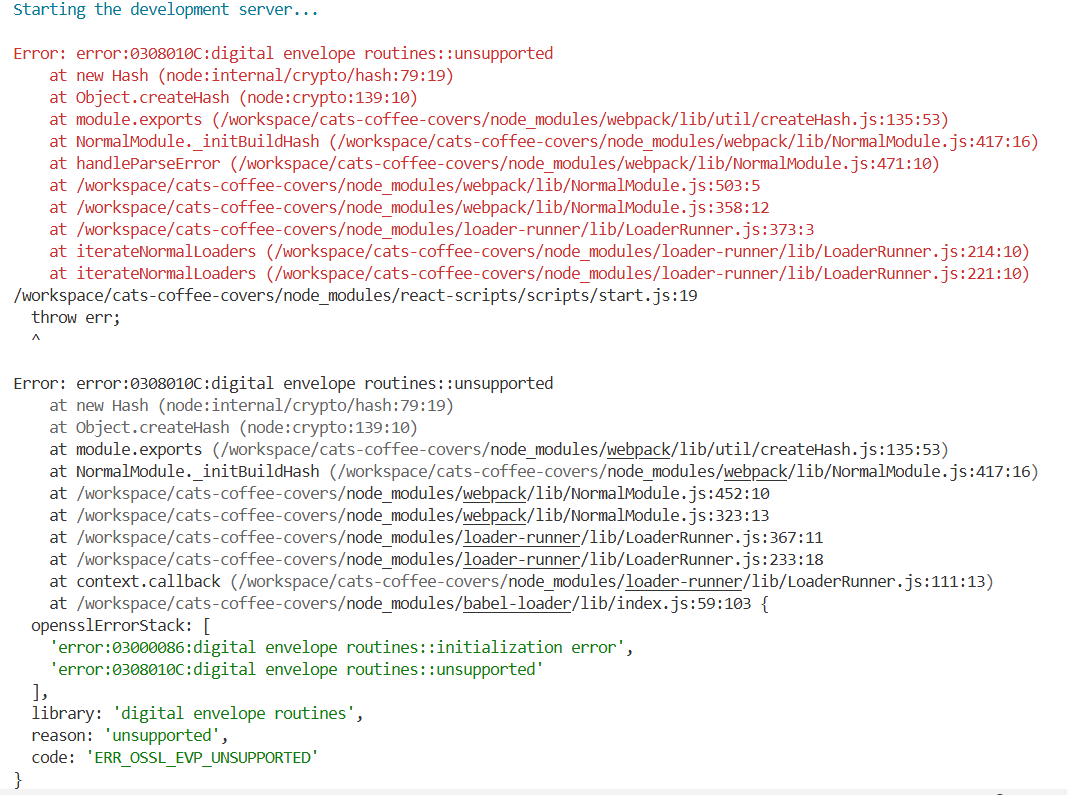 Starting the development server...
Error: error:0308010C:digital envelope routines::unsupported
    at new Hash (node:internal/crypto/hash:79:19)
    at Object.createHash (node:crypto:139:10)
    at module.exports (/workspace/cats-coffee-covers/node_modules/webpack/lib/util/createHash.js:135:53)
    at NormalModule._initBuildHash (/workspace/cats-coffee-covers/node_modules/webpack/lib/NormalModule.js:417:16)
    at handleParseError (/workspace/cats-coffee-covers/node_modules/webpack/lib/NormalModule.js:471:10)
    at /workspace/cats-coffee-covers/node_modules/webpack/lib/NormalModule.js:503:5
    at /workspace/cats-coffee-covers/node_modules/webpack/lib/NormalModule.js:358:12
    at /workspace/cats-coffee-covers/node_modules/loader-runner/lib/LoaderRunner.js:373:3
    at iterateNormalLoaders (/workspace/cats-coffee-covers/node_modules/loader-runner/lib/LoaderRunner.js:214:10)
    at iterateNormalLoaders (/workspace/cats-coffee-covers/node_modules/loader-runner/lib/LoaderRunner.js:221:10)
/workspace/cats-coffee-covers/node_modules/react-scripts/scripts/start.js:19
  throw err;
  ^
Error: error:0308010C:digital envelope routines::unsupported
    at new Hash (node:internal/crypto/hash:79:19)
    at Object.createHash (node:crypto:139:10)
    at module.exports (/workspace/cats-coffee-covers/node_modules/webpack/lib/util/createHash.js:135:53)
    at NormalModule._initBuildHash (/workspace/cats-coffee-covers/node_modules/webpack/lib/NormalModule.js:417:16)
    at /workspace/cats-coffee-covers/node_modules/webpack/lib/NormalModule.js:452:10
    at /workspace/cats-coffee-covers/node_modules/webpack/lib/NormalModule.js:323:13
    at /workspace/cats-coffee-covers/node_modules/loader-runner/lib/LoaderRunner.js:367:11
    at /workspace/cats-coffee-covers/node_modules/loader-runner/lib/LoaderRunner.js:233:18
    at context.callback (/workspace/cats-coffee-covers/node_modules/loader-runner/lib/LoaderRunner.js:111:13)
    at /workspace/cats-coffee-covers/node_modules/babel-loader/lib/index.js:59:103 {
  opensslErrorStack: [
    'error:03000086:digital envelope routines::initialization error',
    'error:0308010C:digital envelope routines::unsupported'
  ],
  library: 'digital envelope routines',
  reason: 'unsupported',
  code: 'ERR_OSSL_EVP_UNSUPPORTED'
}